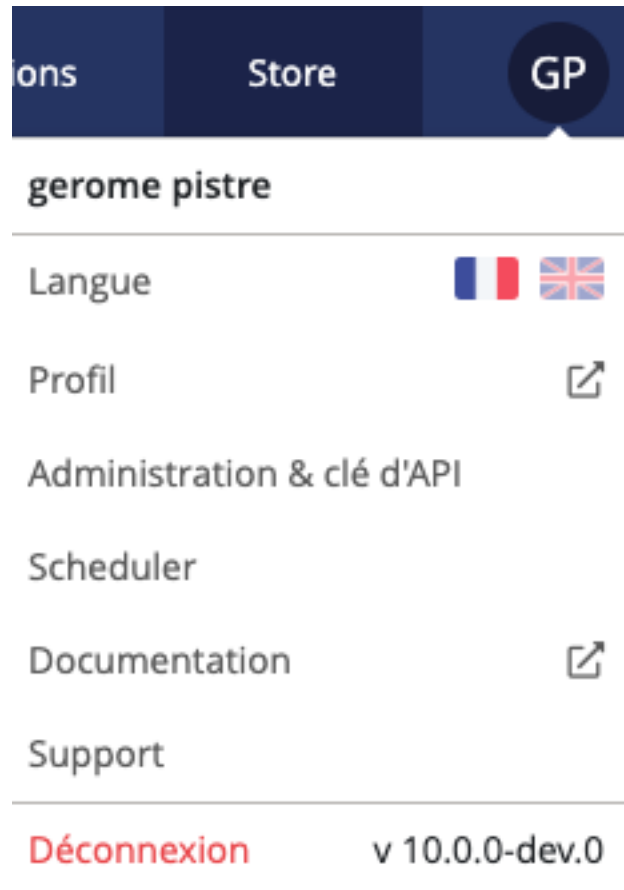 ions Store GP
gerome pistre
Langue
Profil
Administration & clé d'API
Scheduler
Documentation
Support
Déconnexion v 10.0.0-dev.0